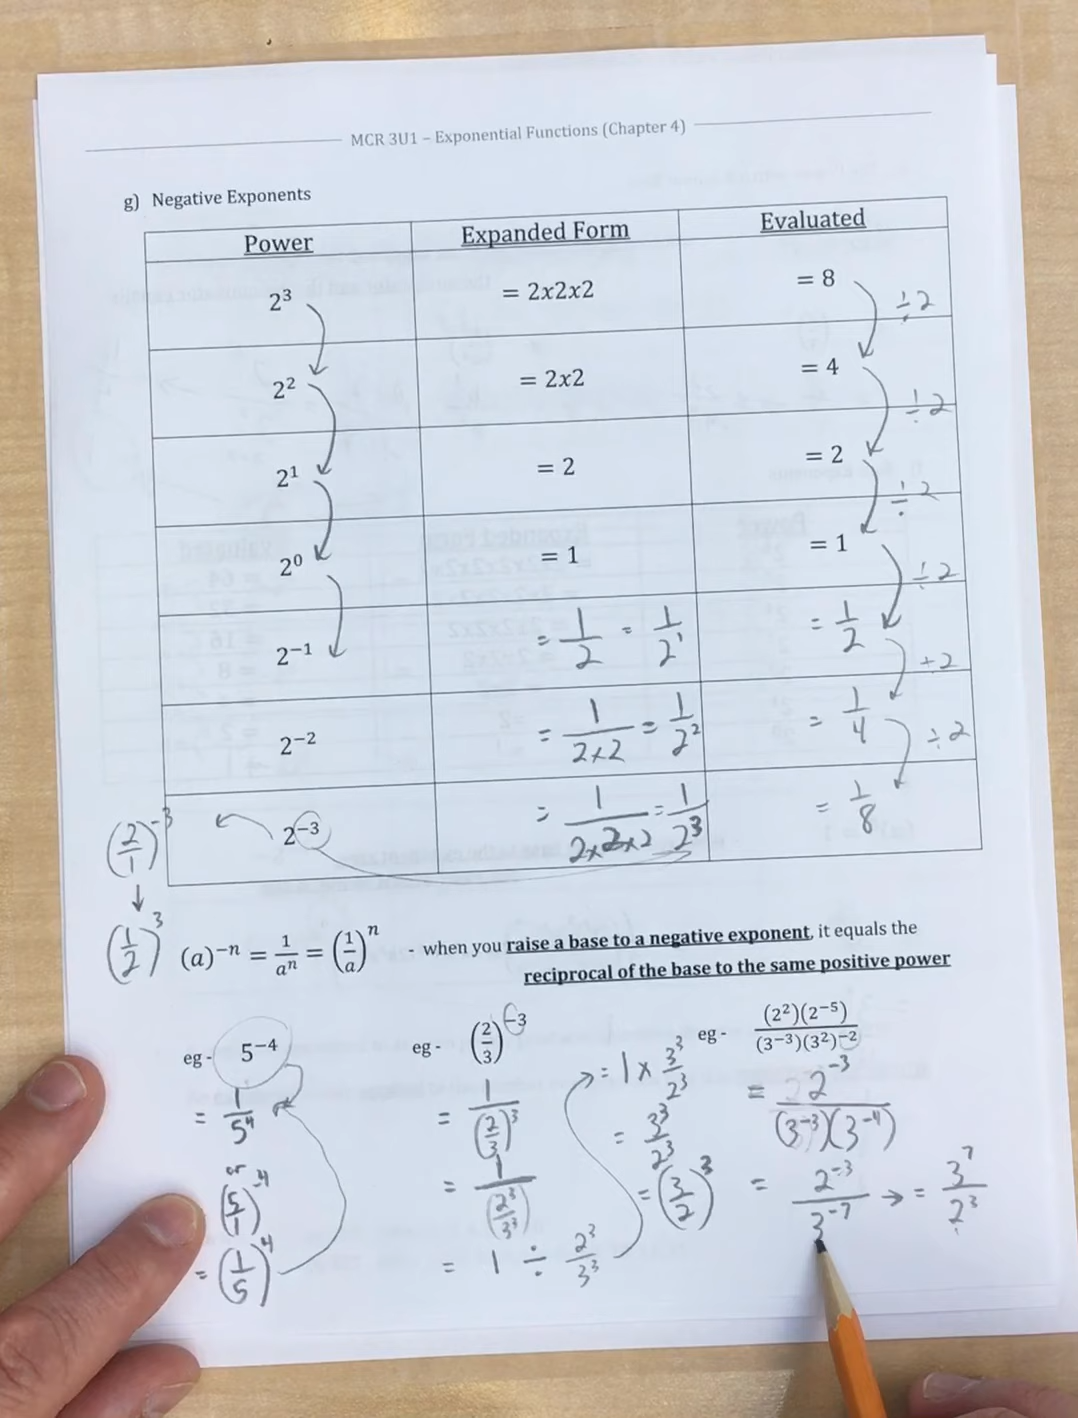 MCR 3U1 – Exponential Functions (Chapter 4)
g) Negative Exponents
Power Expanded Form Evaluated
2³ = 2x2x2 = 8
÷2
2² = 2x2 = 4
÷2
2¹ = 2 = 2
÷2
2⁰ = 1 = 1
÷2
2⁻¹ = 1/2 = 1/2¹ = 1/2
÷2
2⁻² = 1/(2x2) = 1/2² = 1/4
÷2
(2/1)⁻³ 2⁻³ = 1/(2x2x2) = 1/2³ = 1/8
(1/2)³ (a)⁻ⁿ = 1/aⁿ = (1/a)ⁿ - when you raise a base to a negative exponent, it equals the
reciprocal of the base to the same positive power
eg - 5⁻⁴
= 1/5⁴
or
(5/1)⁻⁴
= (1/5)⁴
eg - (2/3)⁻³
= 1/(2/3)³
= 1/(2³/3³)
= 1 ÷ 2³/3³
= 1 x 3³/2³
= 3³/2³
= (3/2)³
eg - (2²)(2⁻⁵)/(3⁻³)(3²)⁻²
= 2⁻³/(3⁻³)(3⁻⁴)
= 2⁻³/3⁻⁷ → = 3⁷/2³